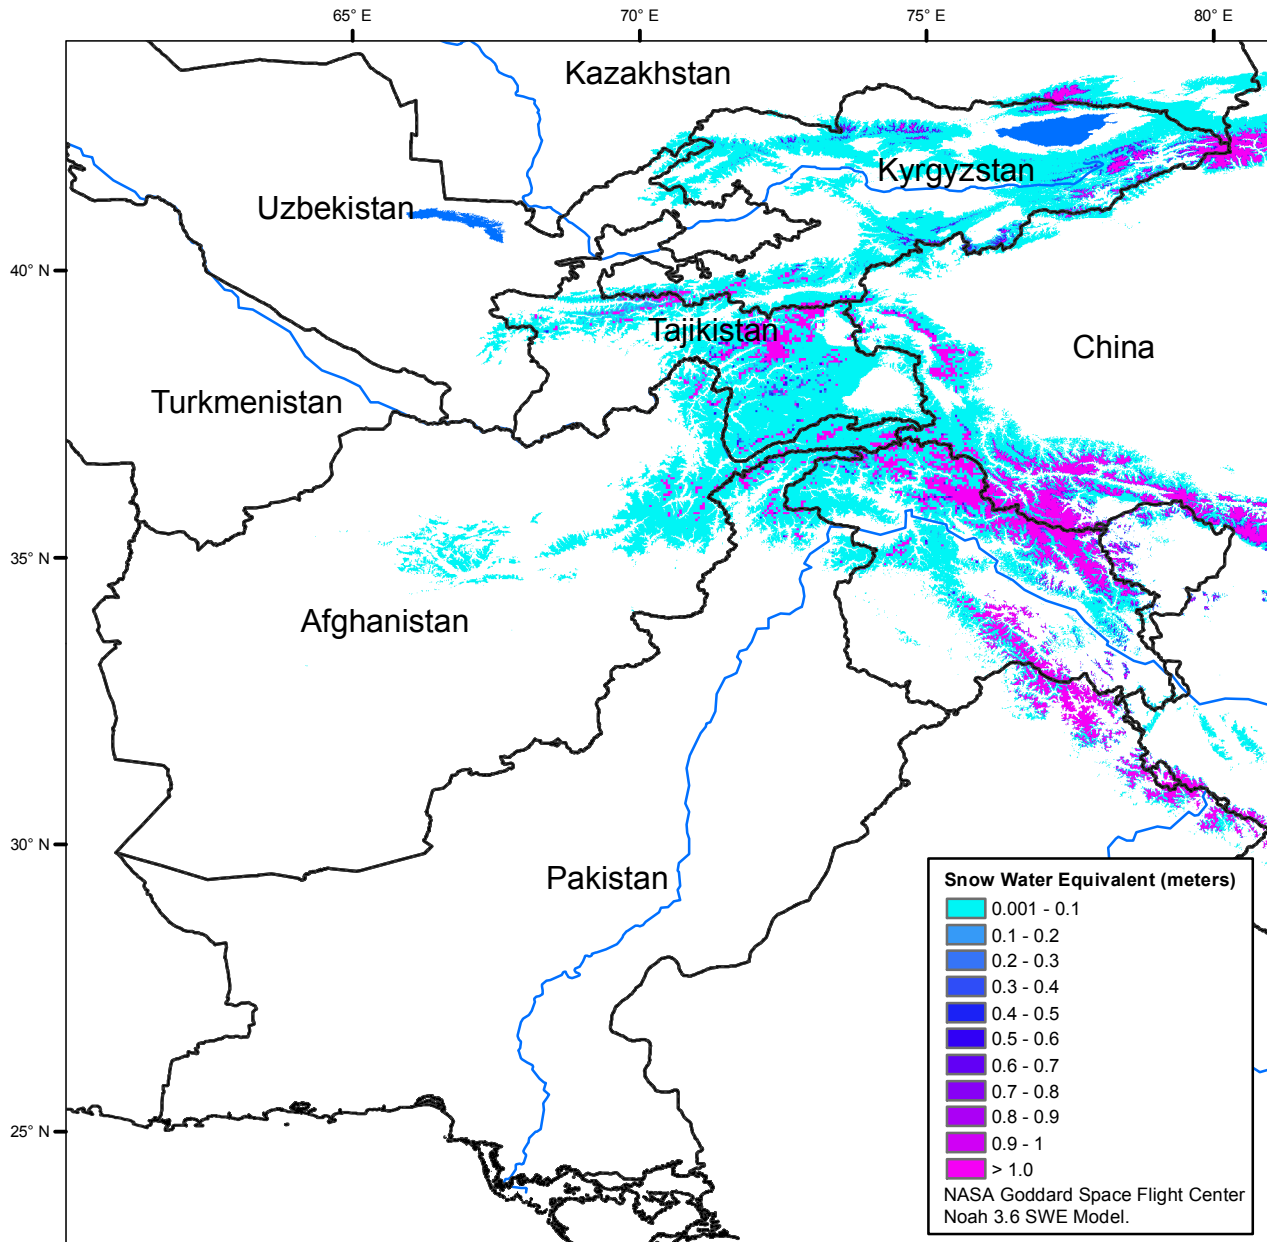 65° E
70° E
75° E
80° E
Kazakhstan
Kyrgyzstan
Uzbekistan
40° N
Tajikistan
China
Turkmenistan
35° N
Afghanistan
30° N
Pakistan
25° N
Snow Water Equivalent (meters)
0.001 - 0.1
0.1 - 0.2
0.2 - 0.3
0.3 - 0.4
0.4 - 0.5
0.5 - 0.6
0.6 - 0.7
0.7 - 0.8
0.8 - 0.9
0.9 - 1
> 1.0
NASA Goddard Space Flight Center
Noah 3.6 SWE Model.